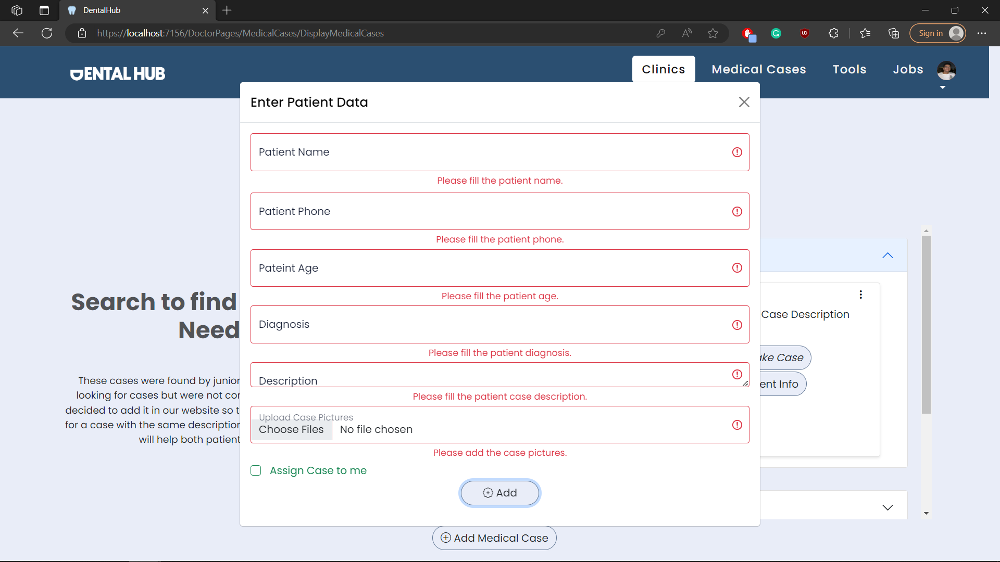 DentalHub
https://localhost:7156/DoctorPages/MedicalCases/DisplayMedicalCases
Sign in
DENTAL HUB
Clinics
Medical Cases
Tools
Jobs
Enter Patient Data
Patient Name
Please fill the patient name.
Patient Phone
Please fill the patient phone.
Pateint Age
Please fill the patient age.
Diagnosis
Please fill the patient diagnosis.
Description
Please fill the patient case description.
Upload Case Pictures
Choose Files No file chosen
Please add the case pictures.
Assign Case to me
Add
Search to find
Need
These cases were found by junior
looking for cases but were not
decided to add it in our website so
for a case with the same description
will help both patient
Case Description
Case
Info
Add Medical Case